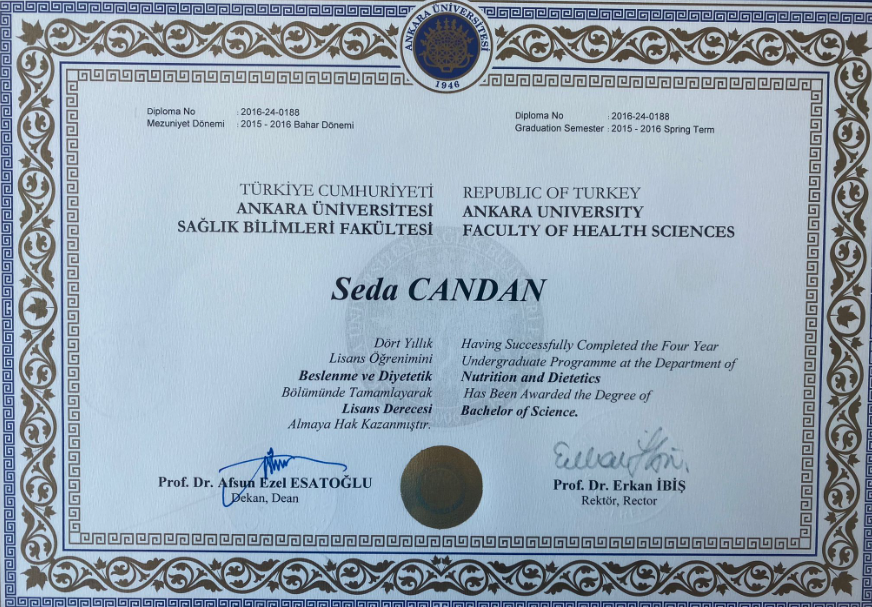 ANKARA ÜNİVERSİTESİ
1946
Diploma No : 2016-24-0188
Mezuniyet Dönemi : 2015 - 2016 Bahar Dönemi
Diploma No : 2016-24-0188
Graduation Semester : 2015 - 2016 Spring Term
TÜRKİYE CUMHURİYETİ
ANKARA ÜNİVERSİTESİ
SAĞLIK BİLİMLERİ FAKÜLTESİ
REPUBLIC OF TURKEY
ANKARA UNIVERSITY
FACULTY OF HEALTH SCIENCES
Seda CANDAN
Dört Yıllık
Lisans Öğrenimini
Beslenme ve Diyetetik
Bölümünde Tamamlayarak
Lisans Derecesi
Almaya Hak Kazanmıştır.
Having Successfully Completed the Four Year
Undergraduate Programme at the Department of
Nutrition and Dietetics
Has Been Awarded the Degree of
Bachelor of Science.
Prof. Dr. Afsun Ezel ESATOĞLU
Dekan, Dean
Prof. Dr. Erkan İBİŞ
Rektör, Rector